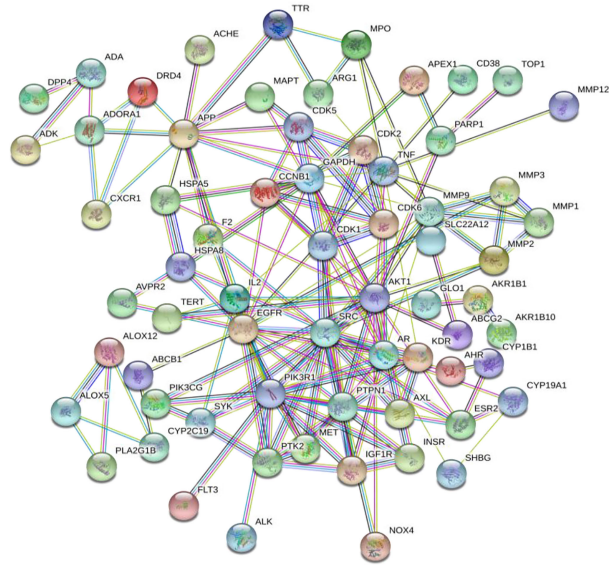 TTR
MPO
ACHE
ADA
APEX1
CD38
TOP1
DPP4
DRD4
MAPT
ARG1
MMP12
CDK5
ADORA1
APP
CDK2
PARP1
ADK
GAPDH
TNF
CCNB1
MMP3
HSPA5
MMP9
CXCR1
CDK6
MMP1
F2
SLC22A12
CDK1
MMP2
HSPA8
IL2
AKT1
AVPR2
GLO1
AKR1B1
TERT
EGFR
SRC
ABCG2
AKR1B10
KDR
AR
CYP1B1
ALOX12
AHR
ABCB1
PIK3R1
PIK3CG
PTPN1
AXL
CYP19A1
ALOX5
SYK
ESR2
CYP2C19
MET
INSR
PLA2G1B
PTK2
IGF1R
SHBG
FLT3
ALK
NOX4